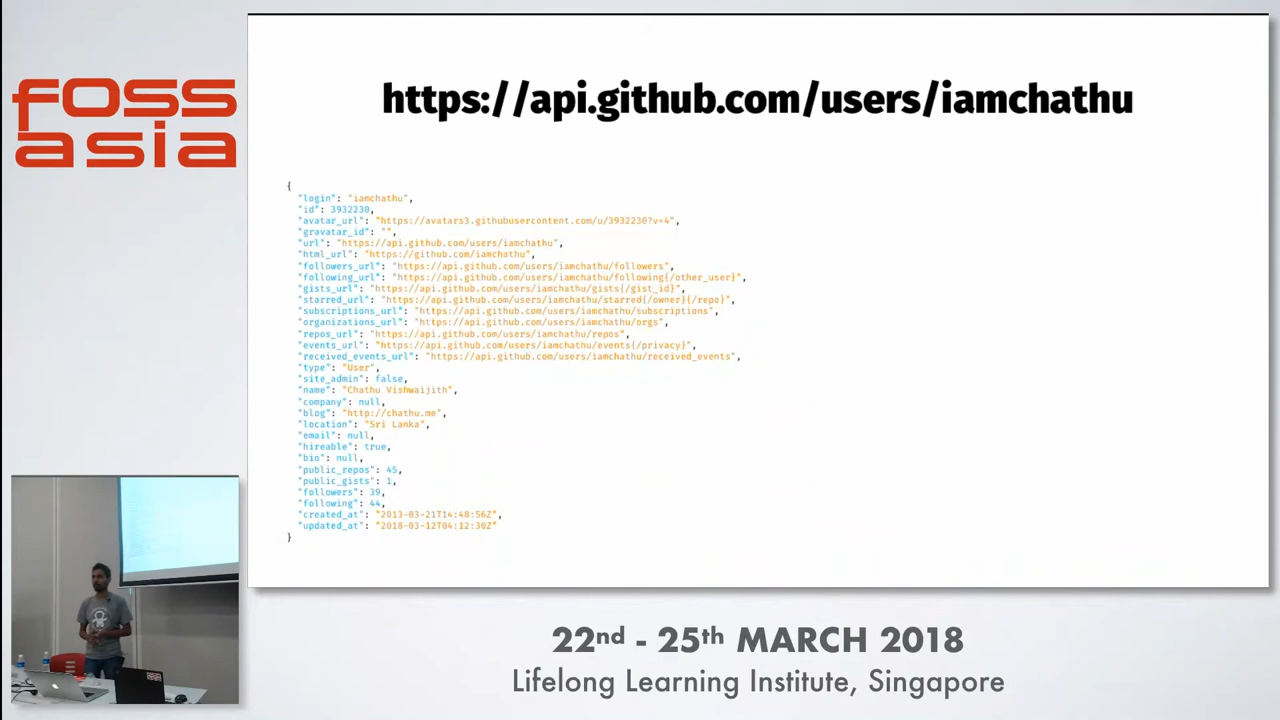 foss
asia
https://api.github.com/users/iamchathu
{
"login": "iamchathu",
"id": 3932230,
"avatar_url": "https://avatars3.githubusercontent.com/u/3932230?v=4",
"gravatar_id": "",
"url": "https://api.github.com/users/iamchathu",
"html_url": "https://github.com/iamchathu",
"followers_url": "https://api.github.com/users/iamchathu/followers",
"following_url": "https://api.github.com/users/iamchathu/following{/other_user}",
"gists_url": "https://api.github.com/users/iamchathu/gists{/gist_id}",
"starred_url": "https://api.github.com/users/iamchathu/starred{/owner}{/repo}",
"subscriptions_url": "https://api.github.com/users/iamchathu/subscriptions",
"organizations_url": "https://api.github.com/users/iamchathu/orgs",
"repos_url": "https://api.github.com/users/iamchathu/repos",
"events_url": "https://api.github.com/users/iamchathu/events{/privacy}",
"received_events_url": "https://api.github.com/users/iamchathu/received_events",
"type": "User",
"site_admin": false,
"name": "Chathu Vishwaijith",
"company": null,
"blog": "http://chathu.me",
"location": "Sri Lanka",
"email": null,
"hireable": true,
"bio": null,
"public_repos": 45,
"public_gists": 1,
"followers": 39,
"following": 44,
"created_at": "2013-03-21T14:48:56Z",
"updated_at": "2018-03-12T04:12:30Z"
}
22nd - 25th MARCH 2018
Lifelong Learning Institute, Singapore